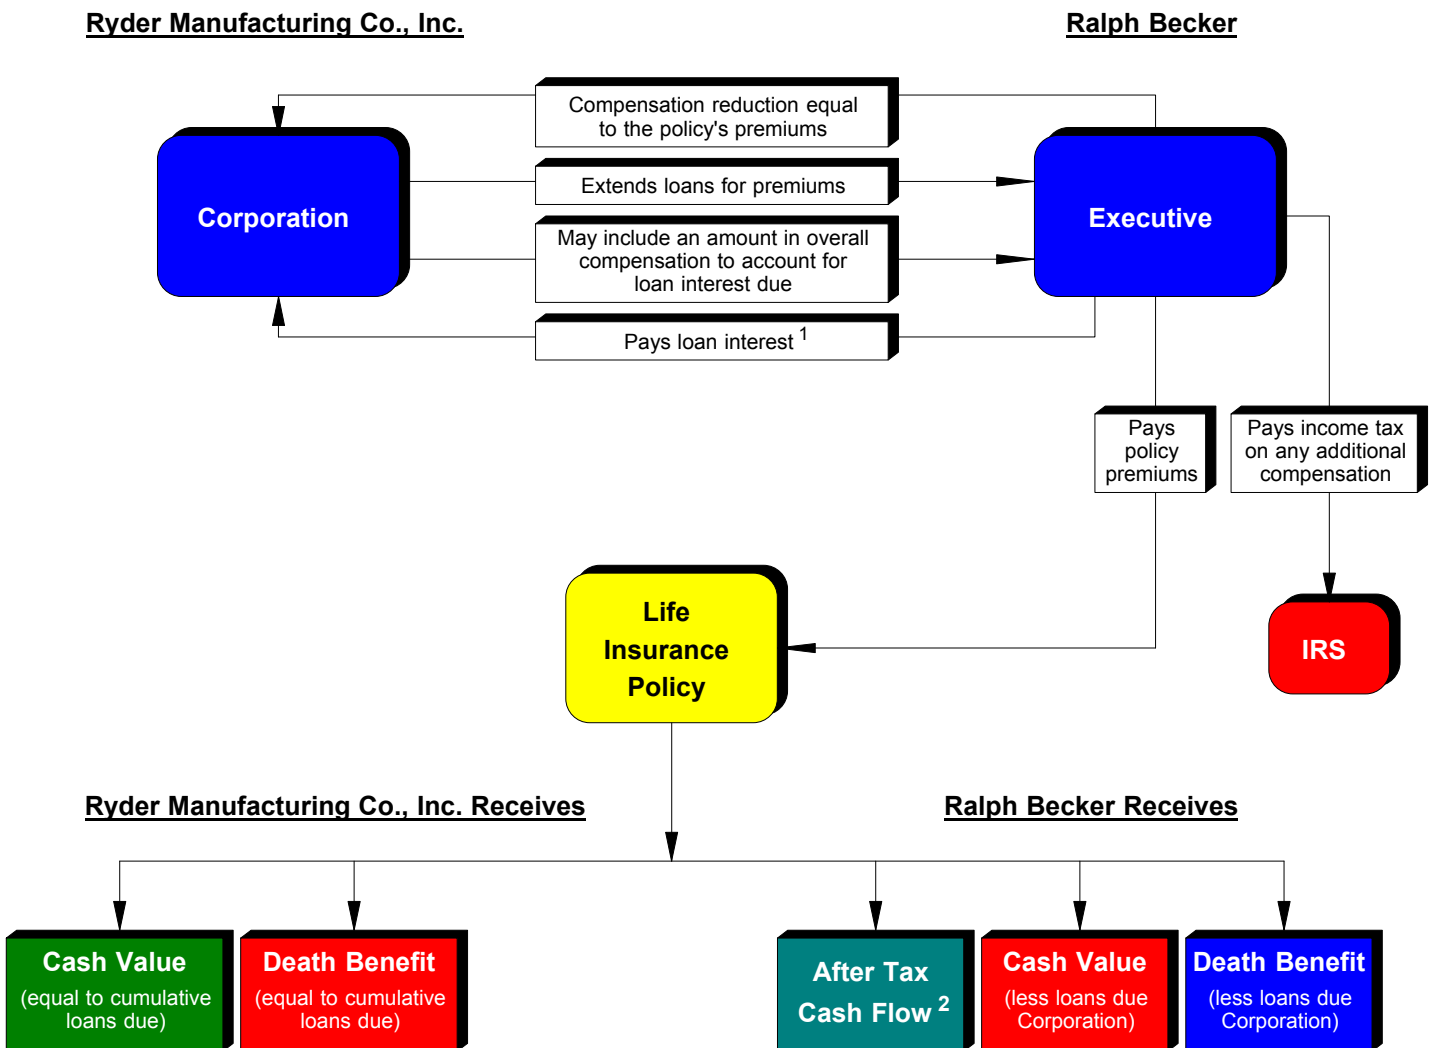 Ryder Manufacturing Co., Inc.
Ralph Becker
Compensation reduction equal
to the policy's premiums
Extends loans for premiums
Corporation
Executive
May include an amount in overall
compensation to account for
loan interest due
Pays loan interest 1
Pays
policy
premiums
Pays income tax
on any additional
compensation
Life
Insurance
Policy
IRS
Ryder Manufacturing Co., Inc. Receives
Ralph Becker Receives
Cash Value
(equal to cumulative
loans due)
Death Benefit
(equal to cumulative
loans due)
After Tax
Cash Flow 2
Cash Value
(less loans due
Corporation)
Death Benefit
(less loans due
Corporation)